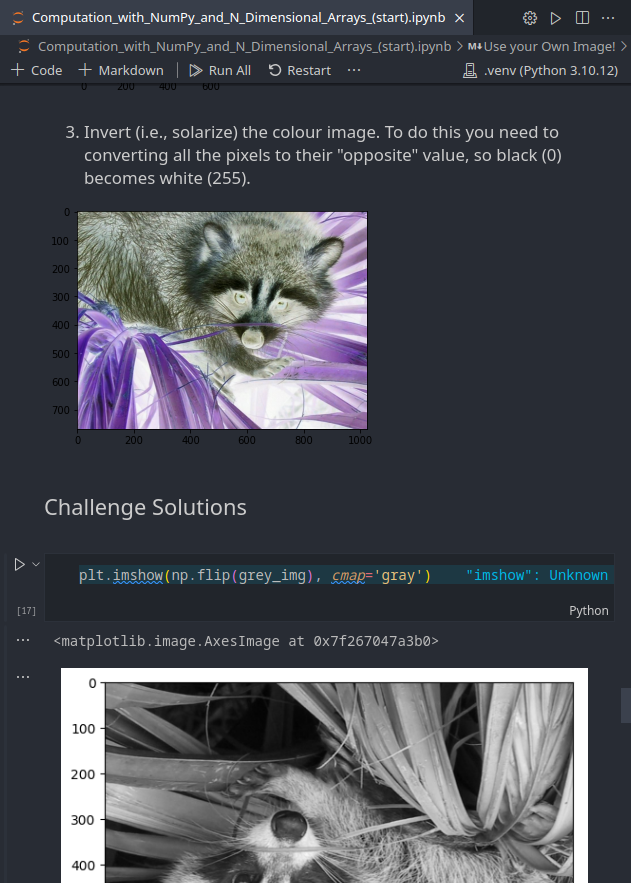 Computation_with_NumPy_and_N_Dimensional_Arrays_(start).ipynb
Computation_with_NumPy_and_N_Dimensional_Arrays_(start).ipynb > M↓Use your Own Image! >
+ Code + Markdown Run All Restart ··· .venv (Python 3.10.12)
0 200 400 600
3. Invert (i.e., solarize) the colour image. To do this you need to
converting all the pixels to their "opposite" value, so black (0)
becomes white (255).
0
100
200
300
400
500
600
700
0 200 400 600 800 1000
Challenge Solutions
plt.imshow(np.flip(grey_img), cmap='gray') "imshow": Unknown
[17] Python
<matplotlib.image.AxesImage at 0x7f267047a3b0>
0
100
200
300
400